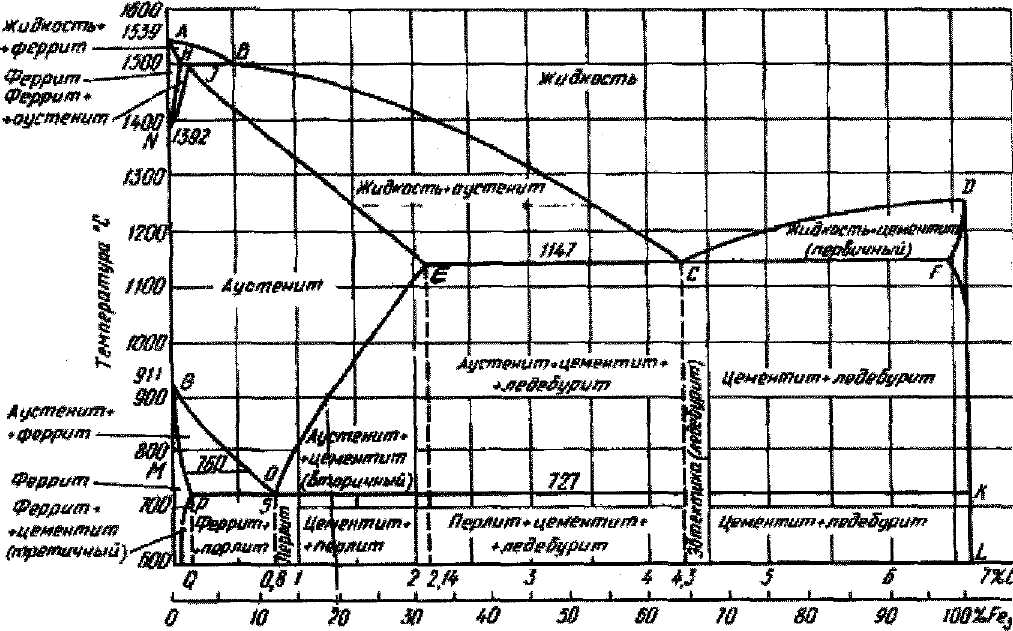 1600
1539
Жидкость+
+феррит
A
H
B
1500
J
Феррит
Феррит+
+аустенит
Жидкость
1400
N
1392
1300
Жидкость+аустенит
D
1200
Жидкость+цементит
(первичный)
1147
E
C
F
Температура °C
Аустенит
1100
1000
Аустенит+цементит+
+ледебурит
Цементит+ледебурит
911
G
900
Аустенит+
+феррит
Аустенит+
+цементит
(вторичный)
Эвтектика (ледебурит)
800
M
760
O
Феррит
727
K
700
P
S
Феррит+
+цементит
(третичный)
Феррит+
+перлит
Перлит
Цементит+
+перлит
Перлит+цементит+
+ледебурит
Цементит+ледебурит
600
L
Q 0,8 1 2 2,14 3 4 4,3 5 6 7%C
0 10 20 30 40 50 60 70 80 90 100%Fe3